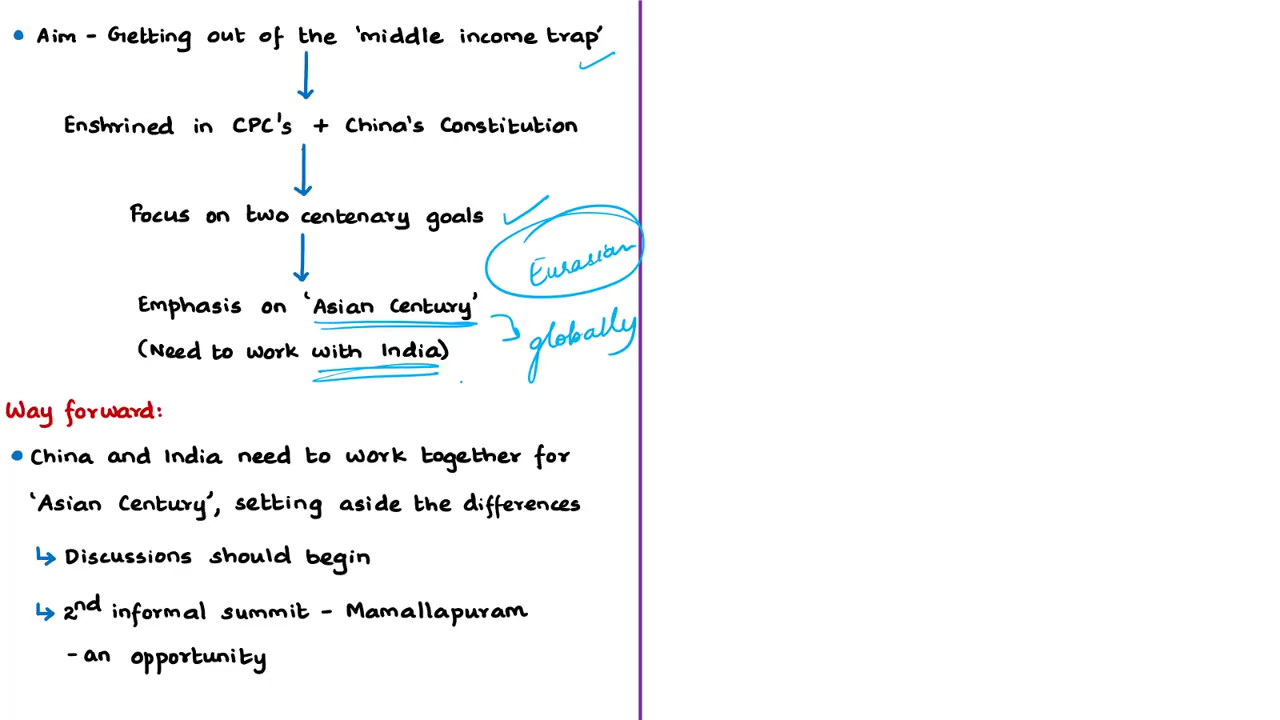 • Aim - Getting out of the 'middle income trap'
Enshrined in CPC's + China's Constitution
Focus on two centenary goals
Eurasian
Emphasis on 'Asian Century'
globally
(Need to work with India)
Way forward:
• China and India need to work together for
'Asian Century', setting aside the differences
↳ Discussions should begin
↳ 2nd informal summit - Mamallapuram
- an opportunity